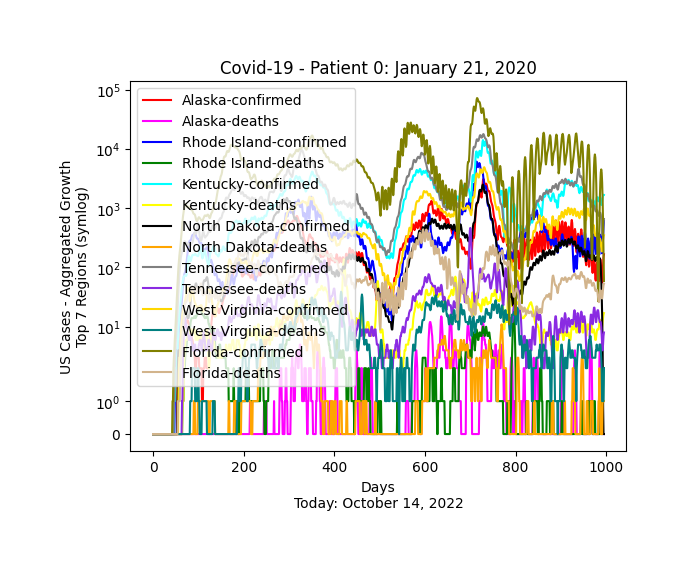 Covid-19 - Patient 0: January 21, 2020
US Cases - Aggregated Growth
Top 7 Regions (symlog)
10^5
10^4
10^3
10^2
10^1
10^0
0
Alaska-confirmed
Alaska-deaths
Rhode Island-confirmed
Rhode Island-deaths
Kentucky-confirmed
Kentucky-deaths
North Dakota-confirmed
North Dakota-deaths
Tennessee-confirmed
Tennessee-deaths
West Virginia-confirmed
West Virginia-deaths
Florida-confirmed
Florida-deaths
0 200 400 600 800 1000
Days
Today: October 14, 2022